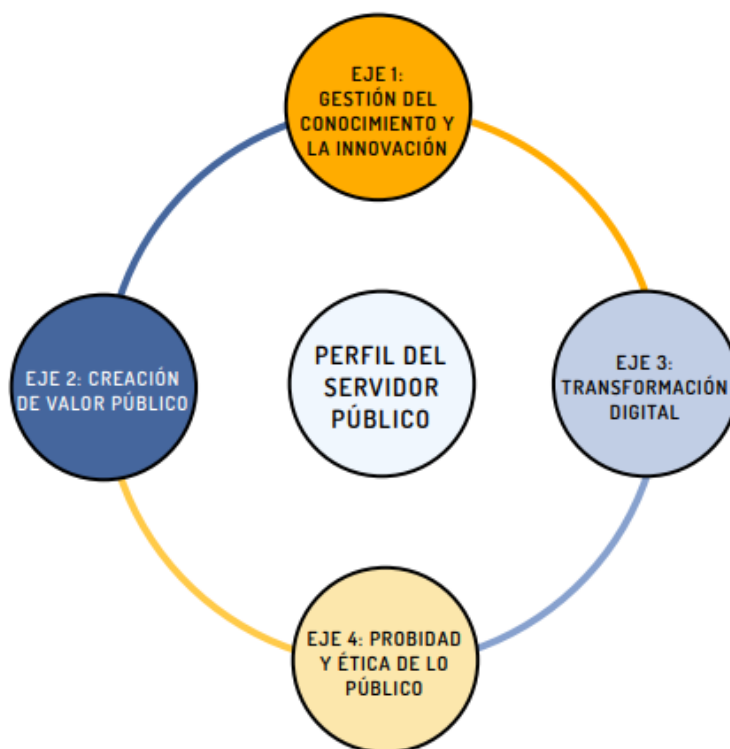 EJE 1:
GESTIÓN DEL
CONOCIMIENTO Y
LA INNOVACIÓN
EJE 2: CREACIÓN
DE VALOR PÚBLICO
PERFIL DEL
SERVIDOR
PÚBLICO
EJE 3:
TRANSFORMACIÓN
DIGITAL
EJE 4: PROBIDAD
Y ÉTICA DE LO
PÚBLICO